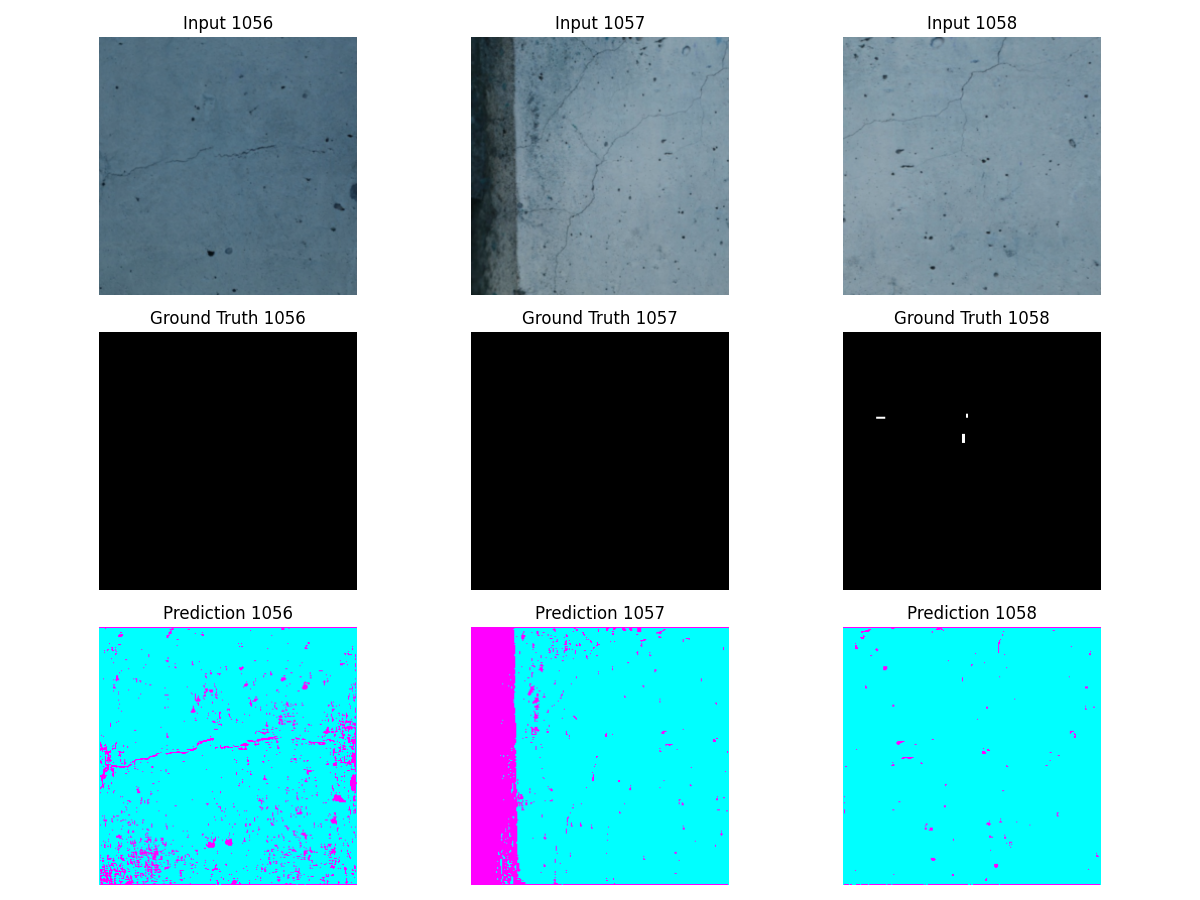 Input 1056
Input 1057
Input 1058
Ground Truth 1056
Ground Truth 1057
Ground Truth 1058
Prediction 1056
Prediction 1057
Prediction 1058